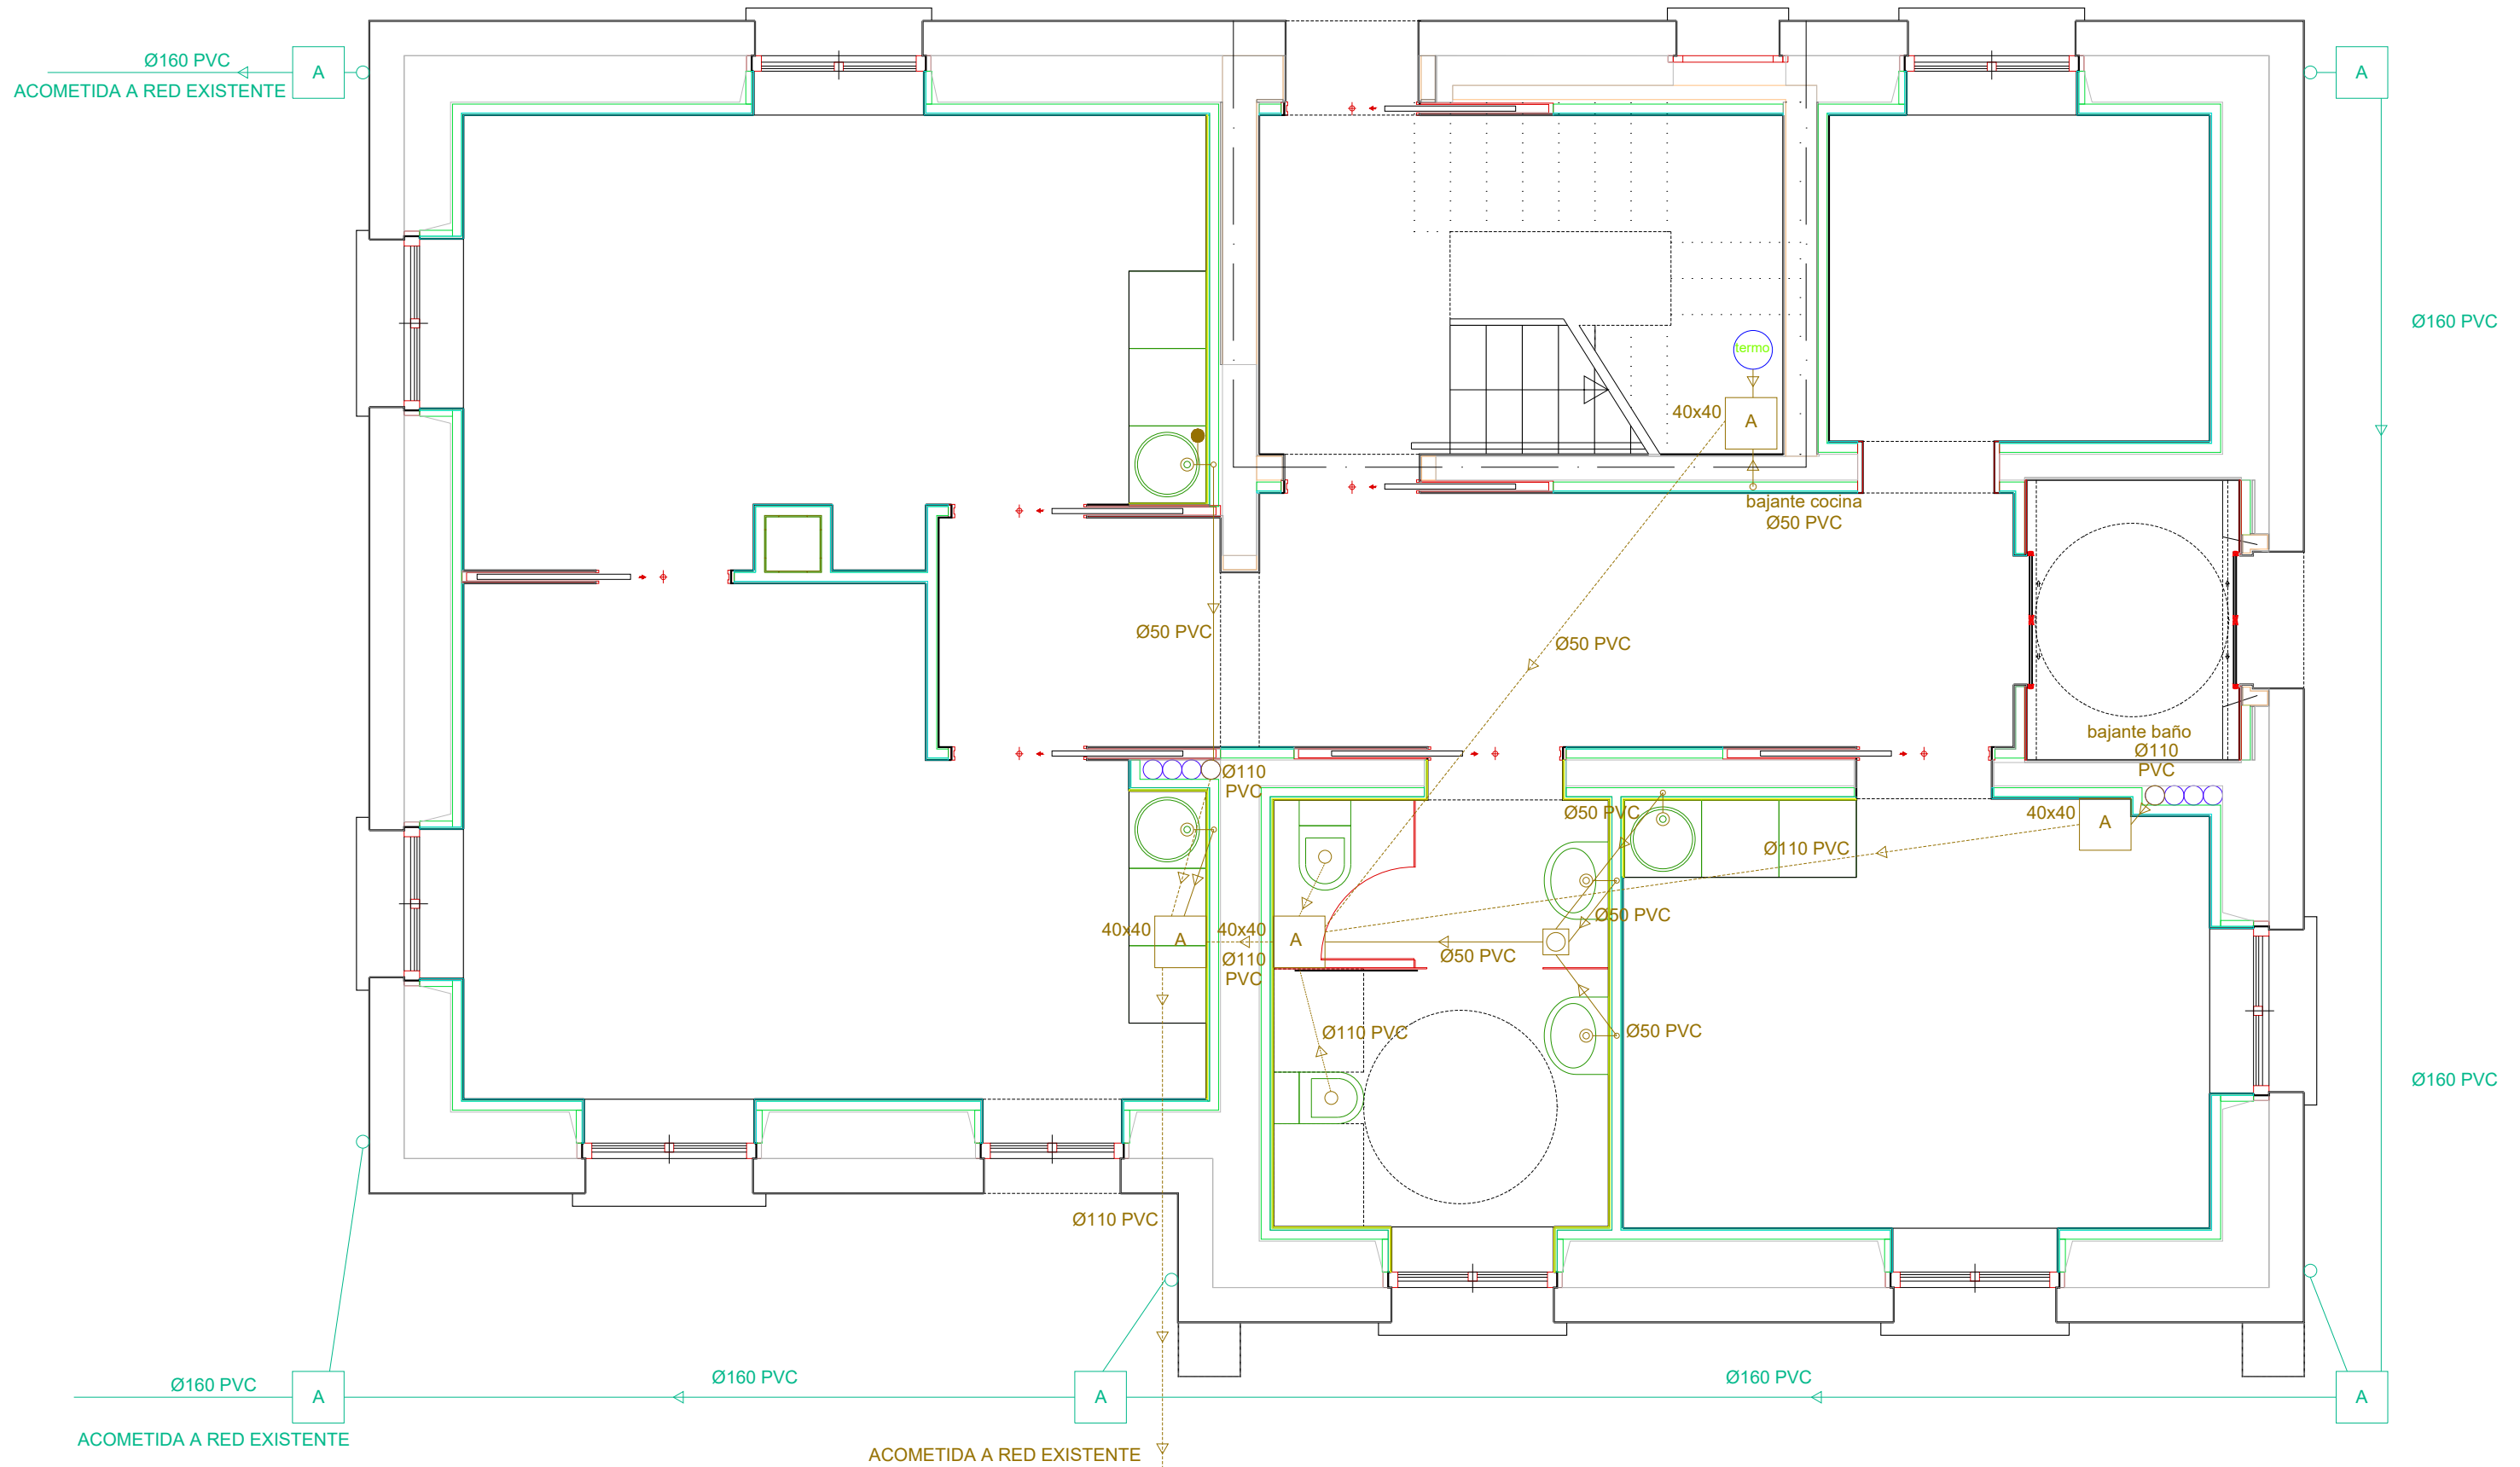 Ø160 PVC
A
ACOMETIDA A RED EXISTENTE
A
Ø160 PVC
termo
40x40
A
bajante cocina
Ø50 PVC
Ø50 PVC
Ø50 PVC
bajante baño
Ø110
PVC
Ø110
PVC
Ø50 PVC
40x40
A
Ø110 PVC
Ø50 PVC
40x40
A
40x40
A
Ø110
PVC
Ø50 PVC
Ø110 PVC
Ø50 PVC
Ø160 PVC
Ø110 PVC
Ø160 PVC
A
Ø160 PVC
A
Ø160 PVC
A
ACOMETIDA A RED EXISTENTE
ACOMETIDA A RED EXISTENTE